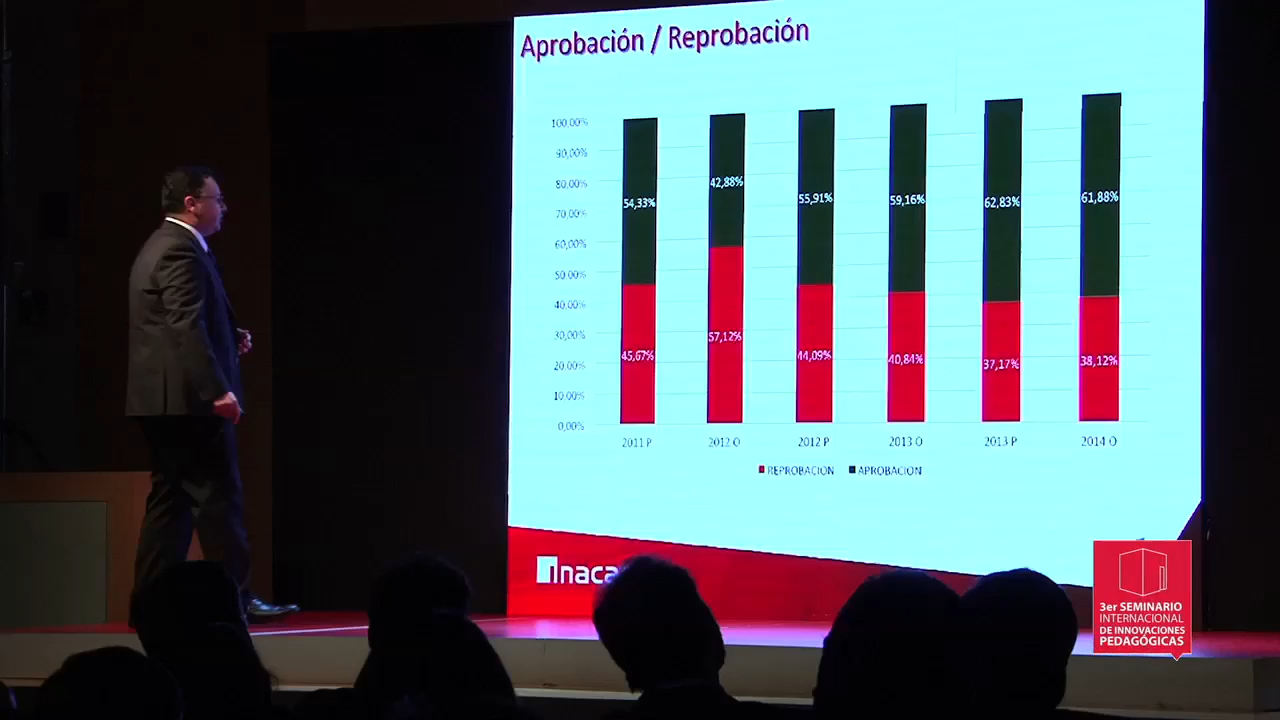 Aprobación / Reprobación
100,00%
90,00%
80,00%
70,00%
60,00%
50,00%
40,00%
30,00%
20,00%
10,00%
0,00%
54,33%
42,88%
55,91%
59,16%
62,83%
61,88%
45,67%
57,12%
44,09%
40,84%
37,17%
38,12%
2011 P
2012 O
2012 P
2013 O
2013 P
2014 O
REPROBACION
APROBACION
3er SEMINARIO
INTERNACIONAL
DE INNOVACIONES
PEDAGÓGICAS